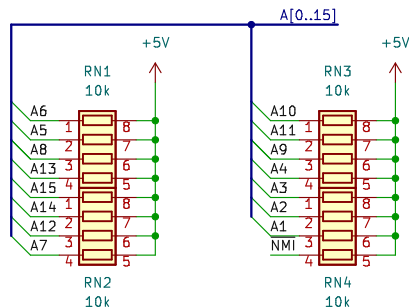 A[0..15]
+5V
+5V
RN1
RN3
10k
10k
A6
1
8
A5
2
7
A8
3
6
A13
4
5
A15
1
8
A14
2
7
A12
3
6
A7
4
5
A10
1
8
A11
2
7
A9
3
6
A4
4
5
A3
1
8
A2
2
7
A1
3
6
NMI
4
5
RN2
RN4
10k
10k